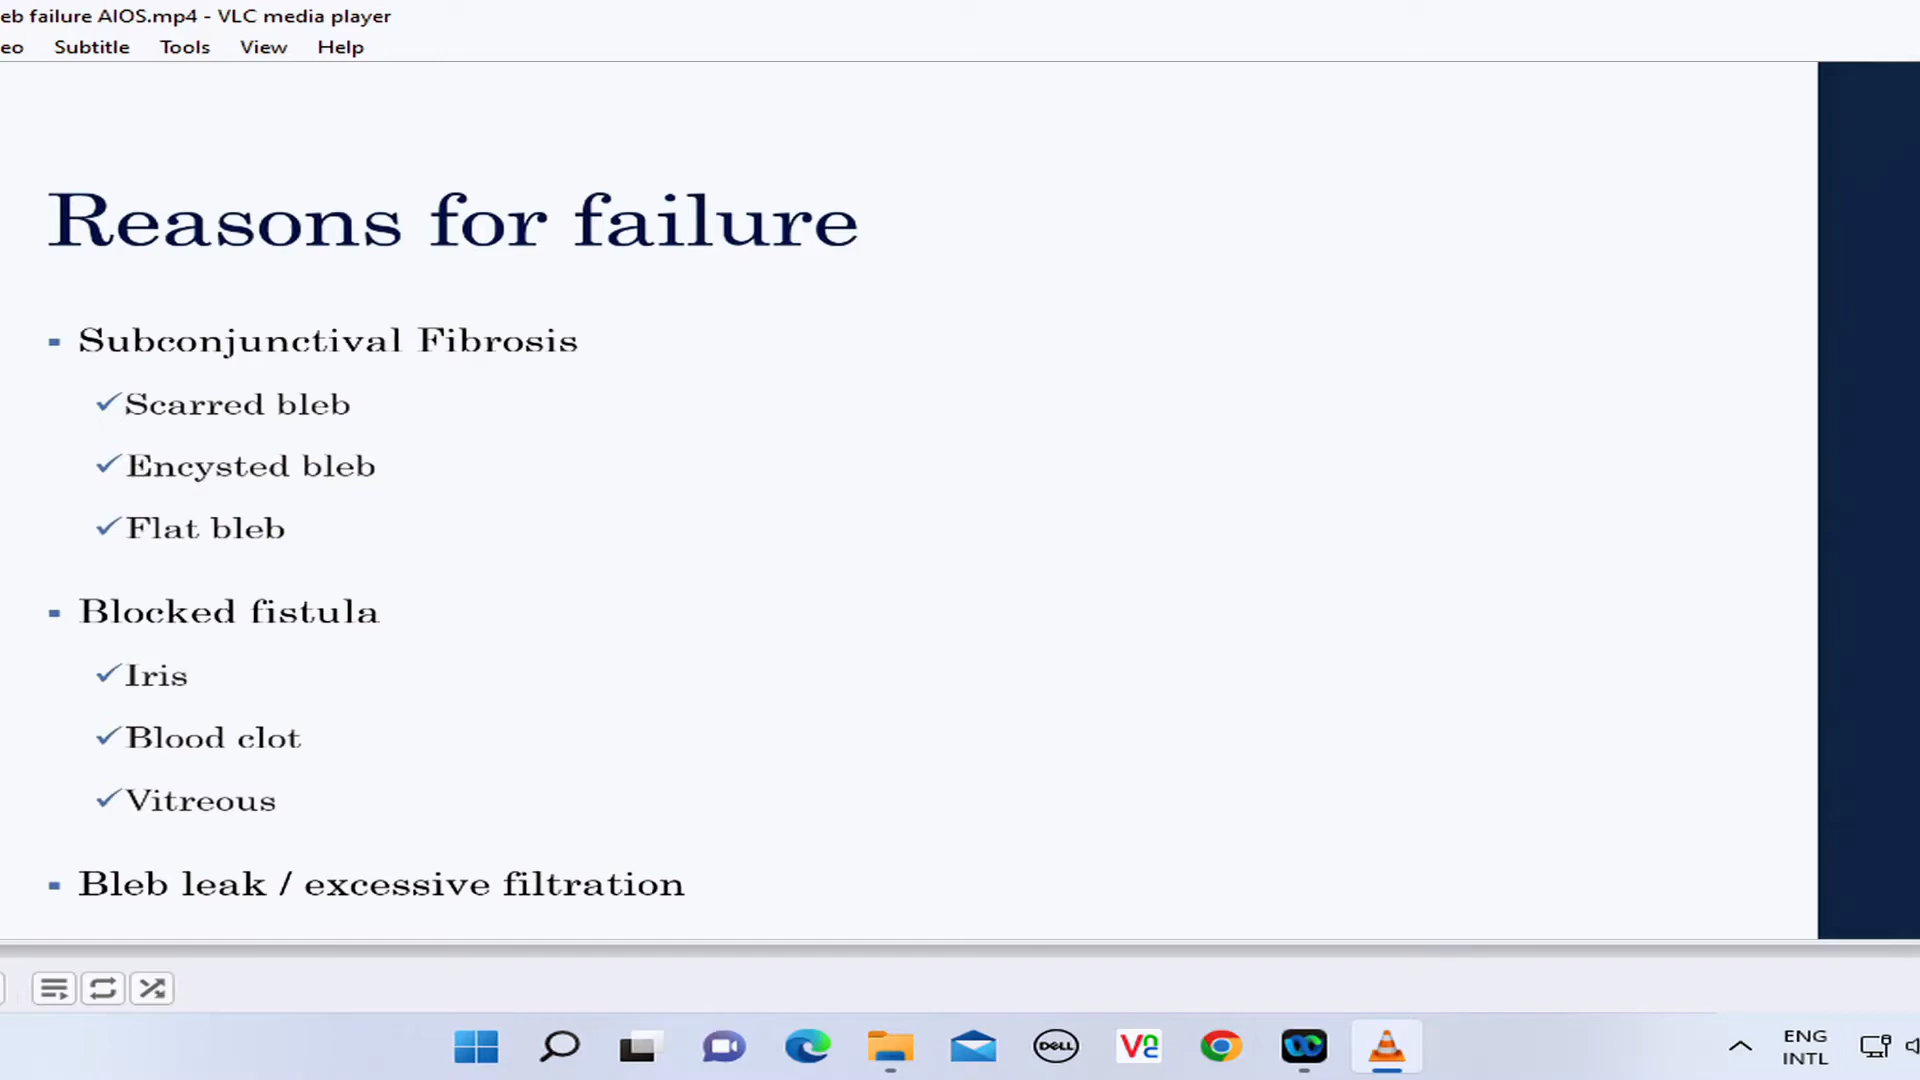 eb failure AIOS.mp4 - VLC media player
eo Subtitle Tools View Help
Reasons for failure
▪ Subconjunctival Fibrosis
✓Scarred bleb
✓Encysted bleb
✓Flat bleb
▪ Blocked fistula
✓Iris
✓Blood clot
✓Vitreous
▪ Bleb leak / excessive filtration
DELL
ENG
INTL